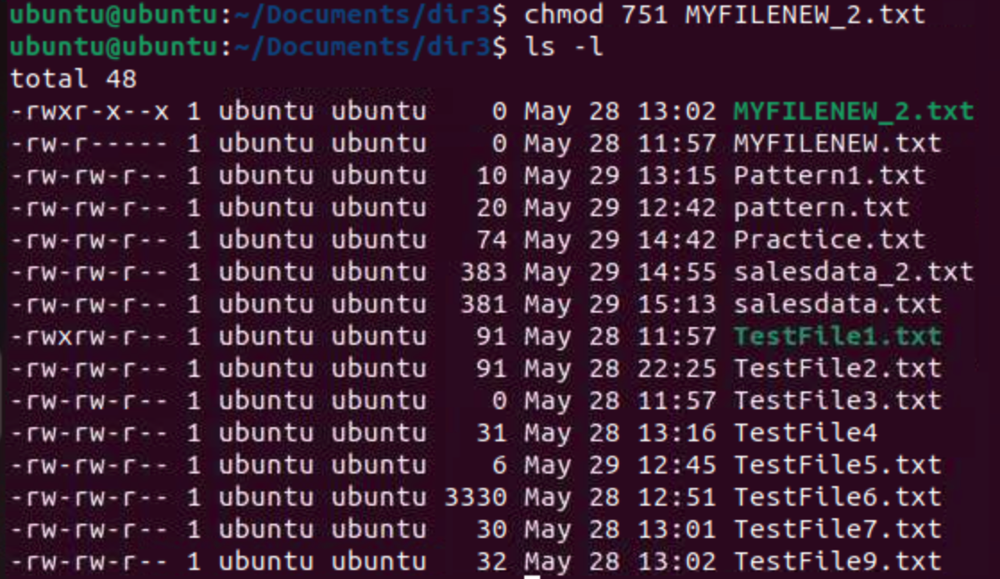 ubuntu@ubuntu:~/Documents/dir3$ chmod 751 MYFILENEW_2.txt
ubuntu@ubuntu:~/Documents/dir3$ ls -l
total 48
-rwxr-x--x 1 ubuntu ubuntu    0 May 28 13:02 MYFILENEW_2.txt
-rw-r----- 1 ubuntu ubuntu    0 May 28 11:57 MYFILENEW.txt
-rw-rw-r-- 1 ubuntu ubuntu   10 May 29 13:15 Pattern1.txt
-rw-rw-r-- 1 ubuntu ubuntu   20 May 29 12:42 pattern.txt
-rw-rw-r-- 1 ubuntu ubuntu   74 May 29 14:42 Practice.txt
-rw-rw-r-- 1 ubuntu ubuntu  383 May 29 14:55 salesdata_2.txt
-rw-rw-r-- 1 ubuntu ubuntu  381 May 29 15:13 salesdata.txt
-rwxrw-r-- 1 ubuntu ubuntu   91 May 28 11:57 TestFile1.txt
-rw-rw-r-- 1 ubuntu ubuntu   91 May 28 22:25 TestFile2.txt
-rw-rw-r-- 1 ubuntu ubuntu    0 May 28 11:57 TestFile3.txt
-rw-rw-r-- 1 ubuntu ubuntu   31 May 28 13:16 TestFile4
-rw-rw-r-- 1 ubuntu ubuntu    6 May 29 12:45 TestFile5.txt
-rw-rw-r-- 1 ubuntu ubuntu 3330 May 28 12:51 TestFile6.txt
-rw-rw-r-- 1 ubuntu ubuntu   30 May 28 13:01 TestFile7.txt
-rw-rw-r-- 1 ubuntu ubuntu   32 May 28 13:02 TestFile9.txt